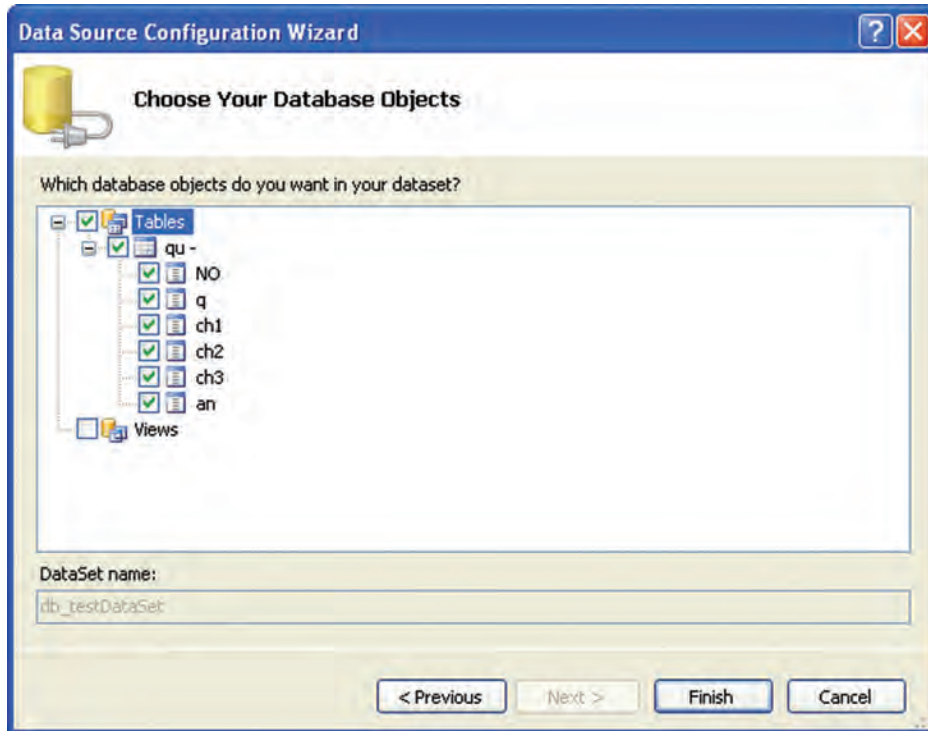 Data Source Configuration Wizard
Choose Your Database Objects
Which database objects do you want in your dataset?
Tables
qu -
NO
q
ch1
ch2
ch3
an
Views
DataSet name:
db_testDataSet
< Previous Next > Finish Cancel